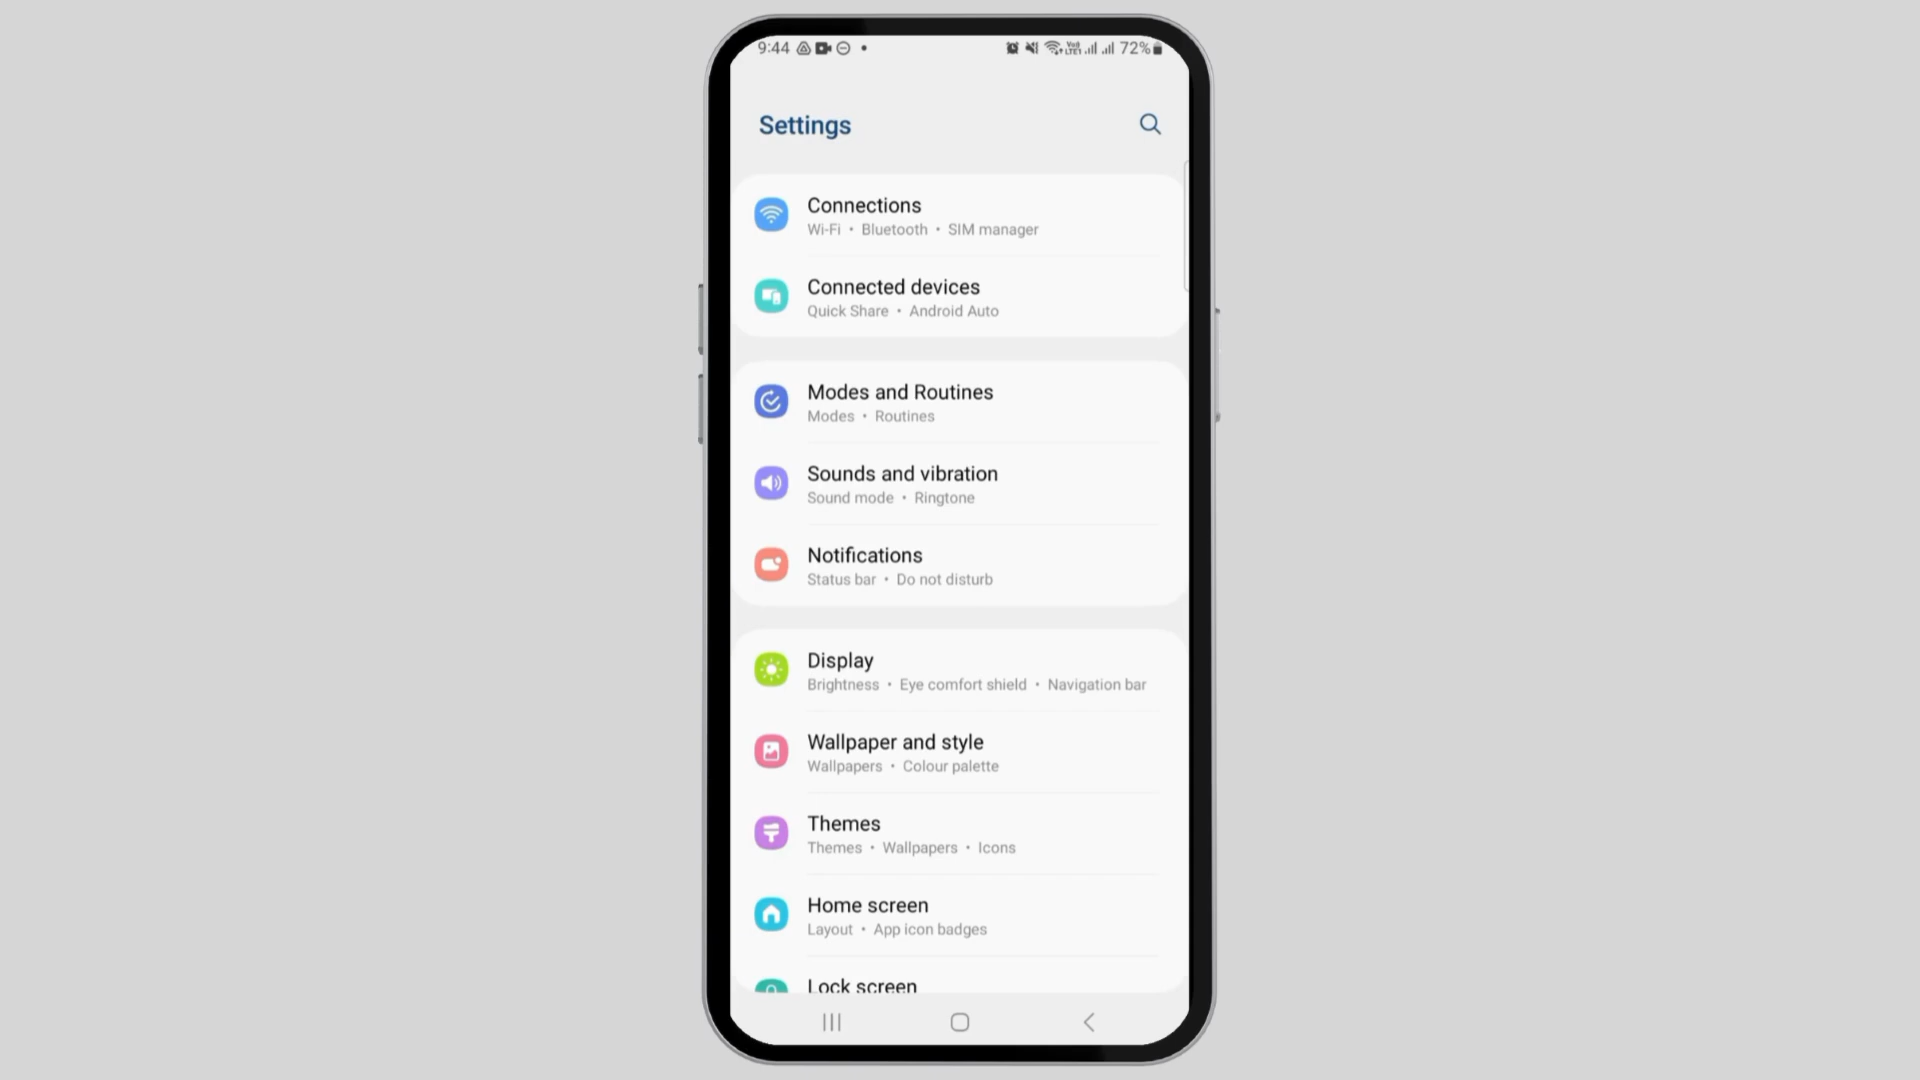 9:44 72%
Settings
Connections
Wi-Fi • Bluetooth • SIM manager
Connected devices
Quick Share • Android Auto
Modes and Routines
Modes • Routines
Sounds and vibration
Sound mode • Ringtone
Notifications
Status bar • Do not disturb
Display
Brightness • Eye comfort shield • Navigation bar
Wallpaper and style
Wallpapers • Colour palette
Themes
Themes • Wallpapers • Icons
Home screen
Layout • App icon badges
Lock screen